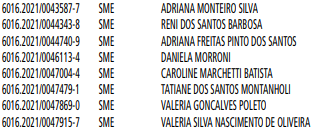 6016.2021/0043587-7 SME ADRIANA MONTEIRO SILVA
6016.2021/0044343-8 SME RENI DOS SANTOS BARBOSA
6016.2021/0044740-9 SME ADRIANA FREITAS PINTO DOS SANTOS
6016.2021/0046113-4 SME DANIELA MORRONI
6016.2021/0047004-4 SME CAROLINE MARCHETTI BATISTA
6016.2021/0047479-1 SME TATIANE DOS SANTOS MONTANHOLI
6016.2021/0047869-0 SME VALERIA GONCALVES POLETO
6016.2021/0047915-7 SME VALERIA SILVA NASCIMENTO DE OLIVEIRA